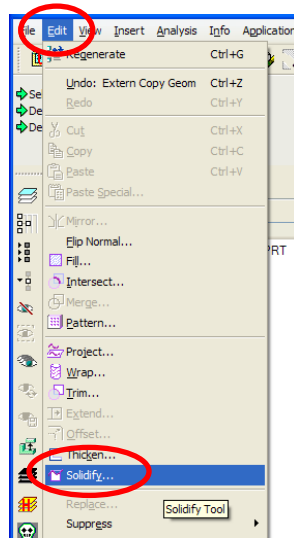 File Edit View Insert Analysis Info Application
Regenerate Ctrl+G
Undo: Extern Copy Geom Ctrl+Z
Se
Redo Ctrl+Y
De
De
Cut Ctrl+X
Copy Ctrl+C
Paste Ctrl+V
Paste Special...
Mirror...
Flip Normal...
PRT
Fill...
Intersect...
Merge...
Pattern...
Project...
Wrap...
Trim...
Extend...
Offset...
Thicken...
Solidify...
Replace...
Solidify Tool
Suppress